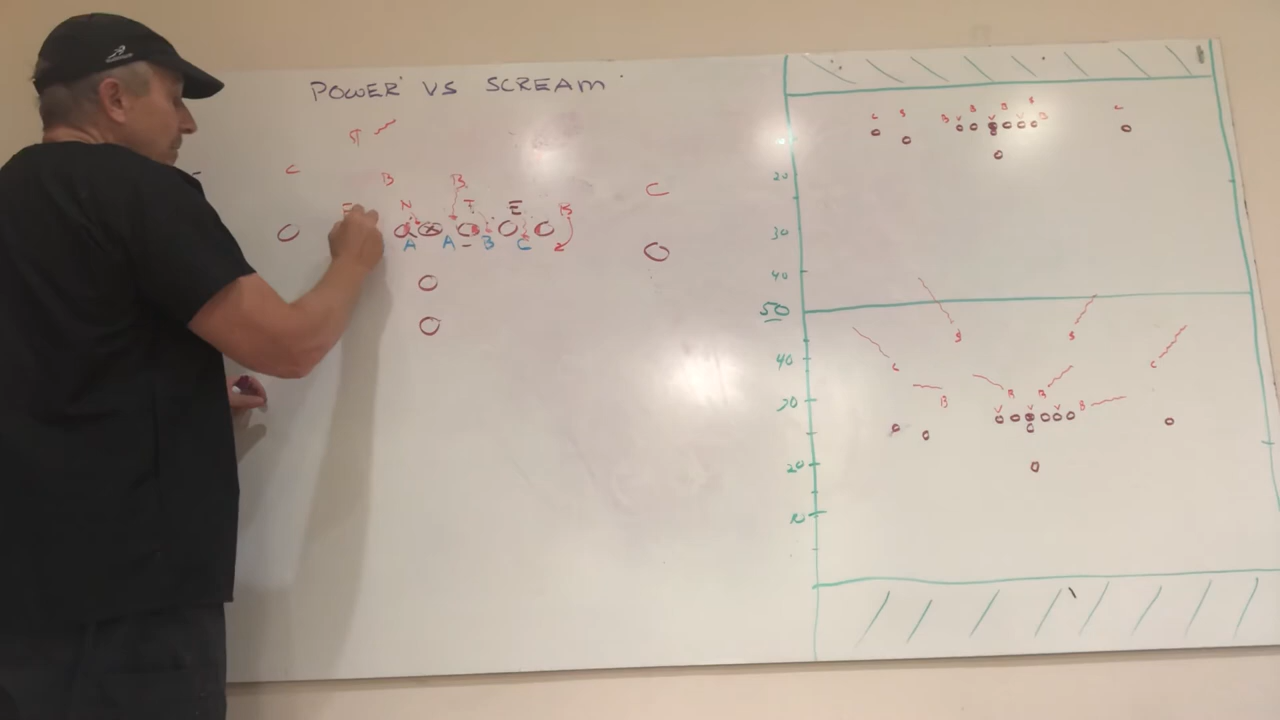 POWER VS SCREAM
C S B B B S B C
V V V V
20
30
40
50
40
30
20
10
C B B
N T E B C
A A B C
S S
C C
B B B B
V V V